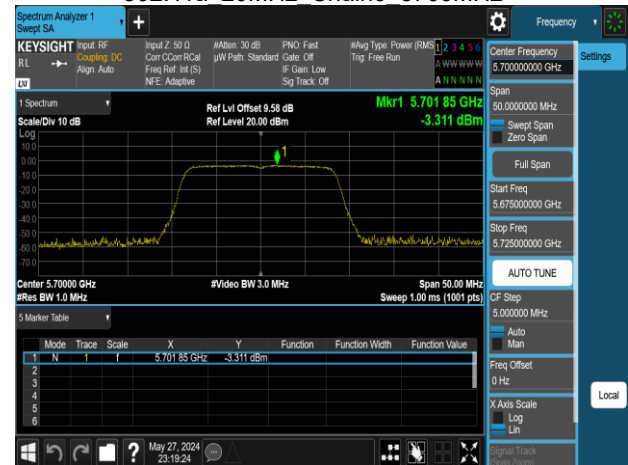 Spectrum Analyzer 1
Swept SA
Frequency
KEYSIGHT
Input: RF
Input Z: 50 Ω
#Atten: 30 dB
PNO: Fast
#Avg Type: Power (RMS
1 2 3 4 5 6
RL
Coupling: DC
Corr CCorr RCal
µW Path: Standard
Gate: Off
Trig: Free Run
A WWWWW
Align: Auto
Freq Ref: Int (S)
IF Gain: Low
NFE: Adaptive
Sig Track: Off
A N N N N N
LXI
Center Frequency
5.700000000 GHz
Settings
Span
50.0000000 MHz
Swept Span
Zero Span
Full Span
Start Freq
5.675000000 GHz
Stop Freq
5.725000000 GHz
AUTO TUNE
CF Step
5.000000 MHz
Auto
Man
Freq Offset
0 Hz
X Axis Scale
Log
Lin
Local
Signal Track
(Span Zoom)
1 Spectrum
Ref Lvl Offset 9.58 dB
Mkr1 5.701 85 GHz
Scale/Div 10 dB
Ref Level 20.00 dBm
-3.311 dBm
Log
10.0
0.00
-10.0
-20.0
-30.0
-40.0
-50.0
-60.0
-70.0
1
Center 5.70000 GHz
#Video BW 3.0 MHz
Span 50.00 MHz
#Res BW 1.0 MHz
Sweep 1.00 ms (1001 pts)
5 Marker Table
Mode Trace Scale X Y Function Function Width Function Value
1 N 1 f 5.701 85 GHz -3.311 dBm
2
3
4
5
6
May 27, 2024
23:19:24